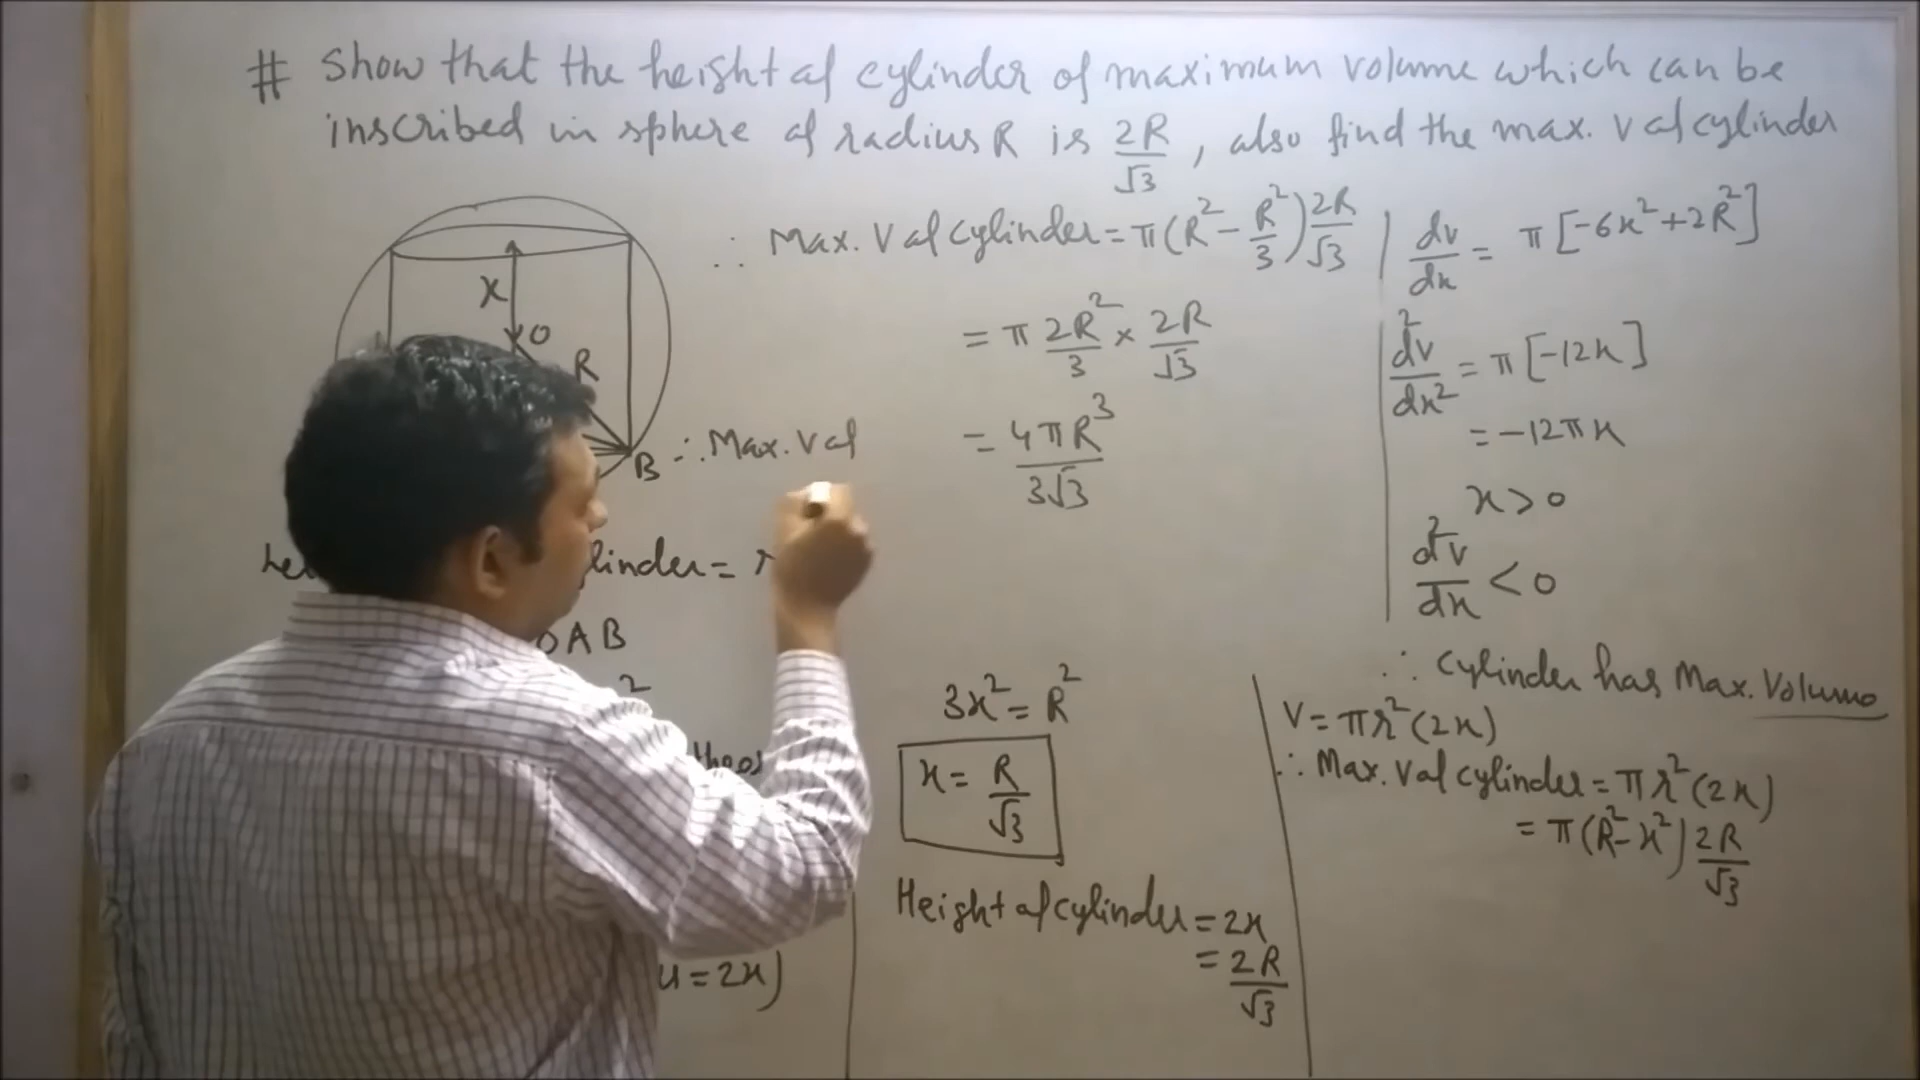 # Show that the height of cylinder of maximum volume which can be
inscribed in sphere of radius R is 2R/√3, also find the max. V of cylinder
X
O
R
B
∴ Max. V of cylinder = π(R² - R²/3) 2R/√3
= π 2R²/3 × 2R/√3
∴ Max. V of = 4πR³/3√3
linder = r
OAB
2
theo
= 2x)
3x² = R²
x = R/√3
Height of cylinder = 2x
= 2R/√3
dv/dx = π[-6x² + 2R²]
d²v/dx² = π[-12x]
= -12πx
x > 0
d²v/dx < 0
∴ Cylinder has Max. Volume
V = πr²(2x)
∴ Max. V of cylinder = πr²(2x)
= π(R² - x²) 2R/√3